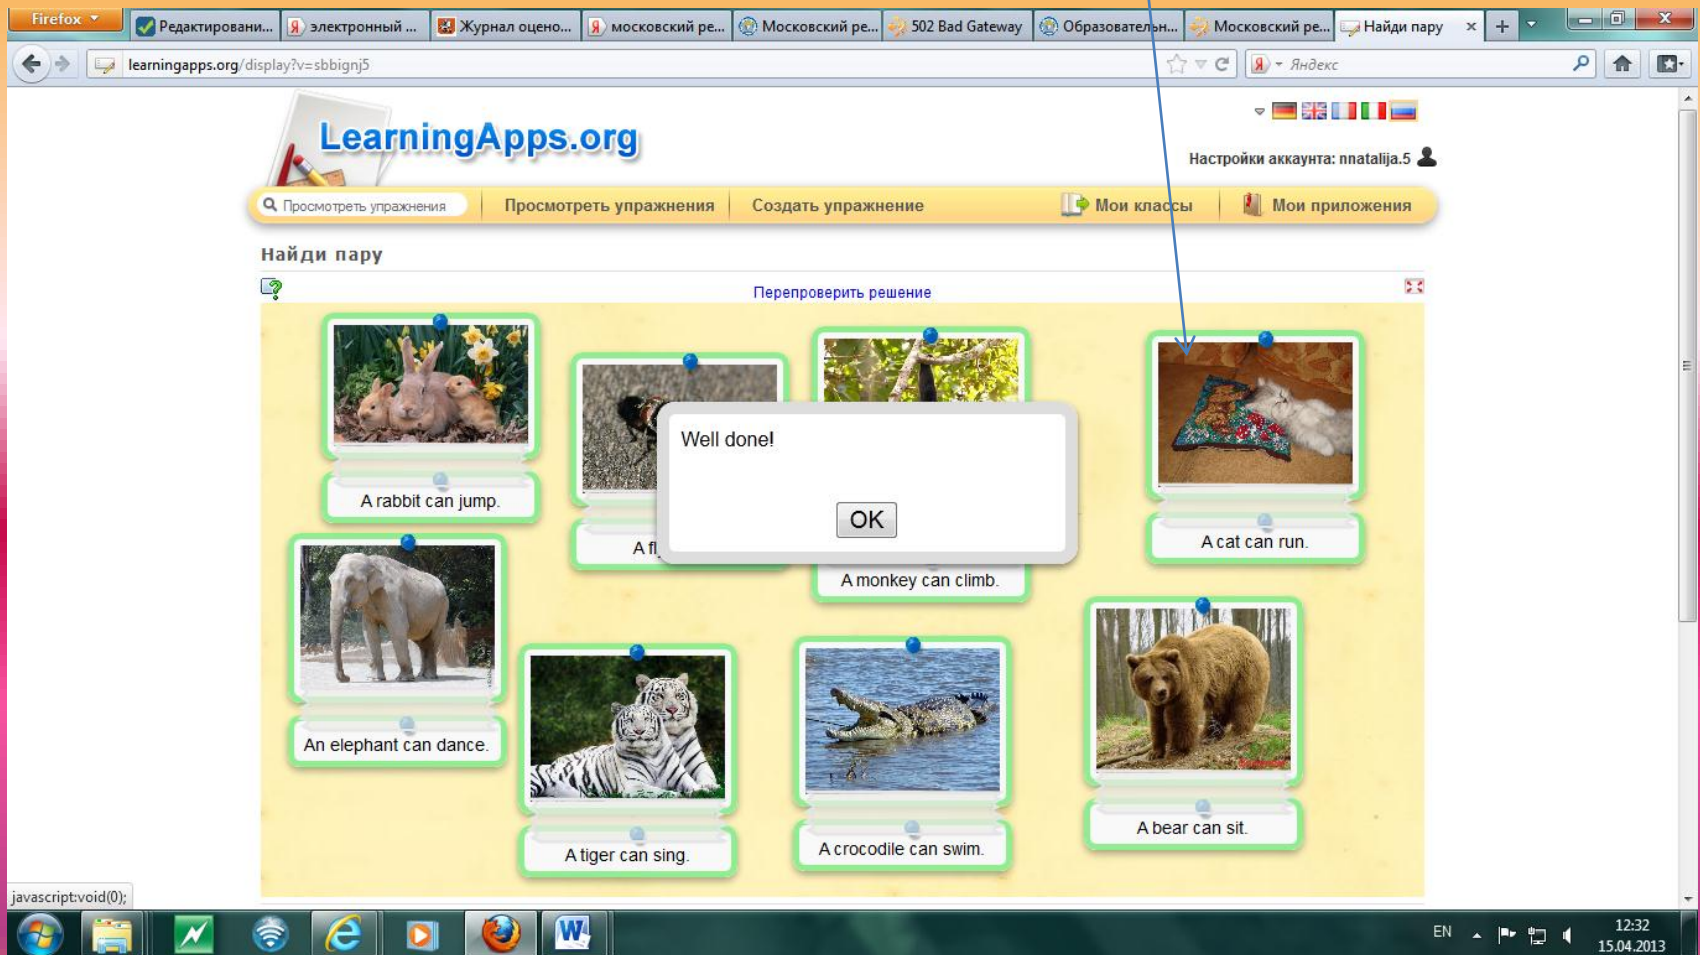 Firefox
Редактировани...
электронный ...
Журнал оцено...
московский ре...
Московский ре...
502 Bad Gateway
Образовательн...
Московский ре...
Найди пару
learningapps.org/display?v=sbbignj5
Яндекс
LearningApps.org
Настройки аккаунта: nnatalija.5
Просмотреть упражнения
Просмотреть упражнения
Создать упражнение
Мои классы
Мои приложения
Найди пару
Перепроверить решение
Well done!
OK
A rabbit can jump.
A fl
A monkey can climb.
A cat can run.
An elephant can dance.
A tiger can sing.
A crocodile can swim.
A bear can sit.
javascript:void(0);
EN
12:32
15.04.2013